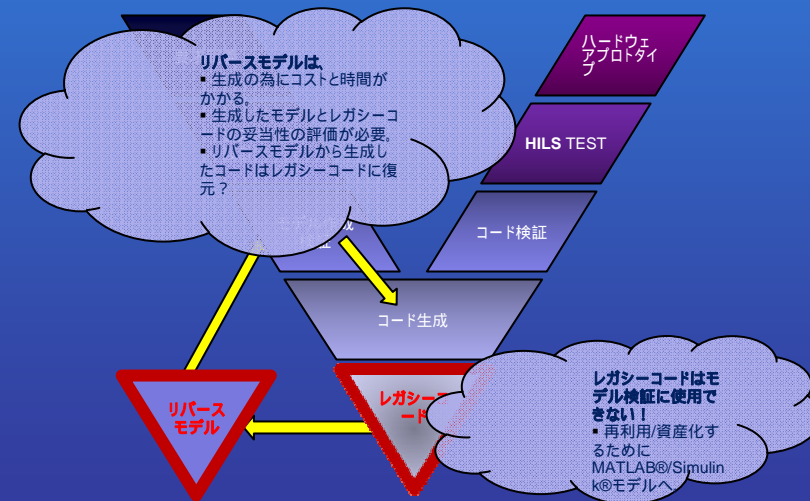 リバースモデルは、
▪ 生成の為にコストと時間が
かかる。
▪ 生成したモデルとレガシーコ
ードの妥当性の評価が必要。
▪ リバースモデルから生成し
たコードはレガシーコードに復
元？
ハードウェ
アプロトタイ
プ
HILS TEST
コード検証
コード生成
リバース
モデル
レガシーコ
ード
レガシーコードはモ
デル検証に使用で
きない！
▪ 再利用/資産化す
るために
MATLAB®/Simulin
k®モデルへ